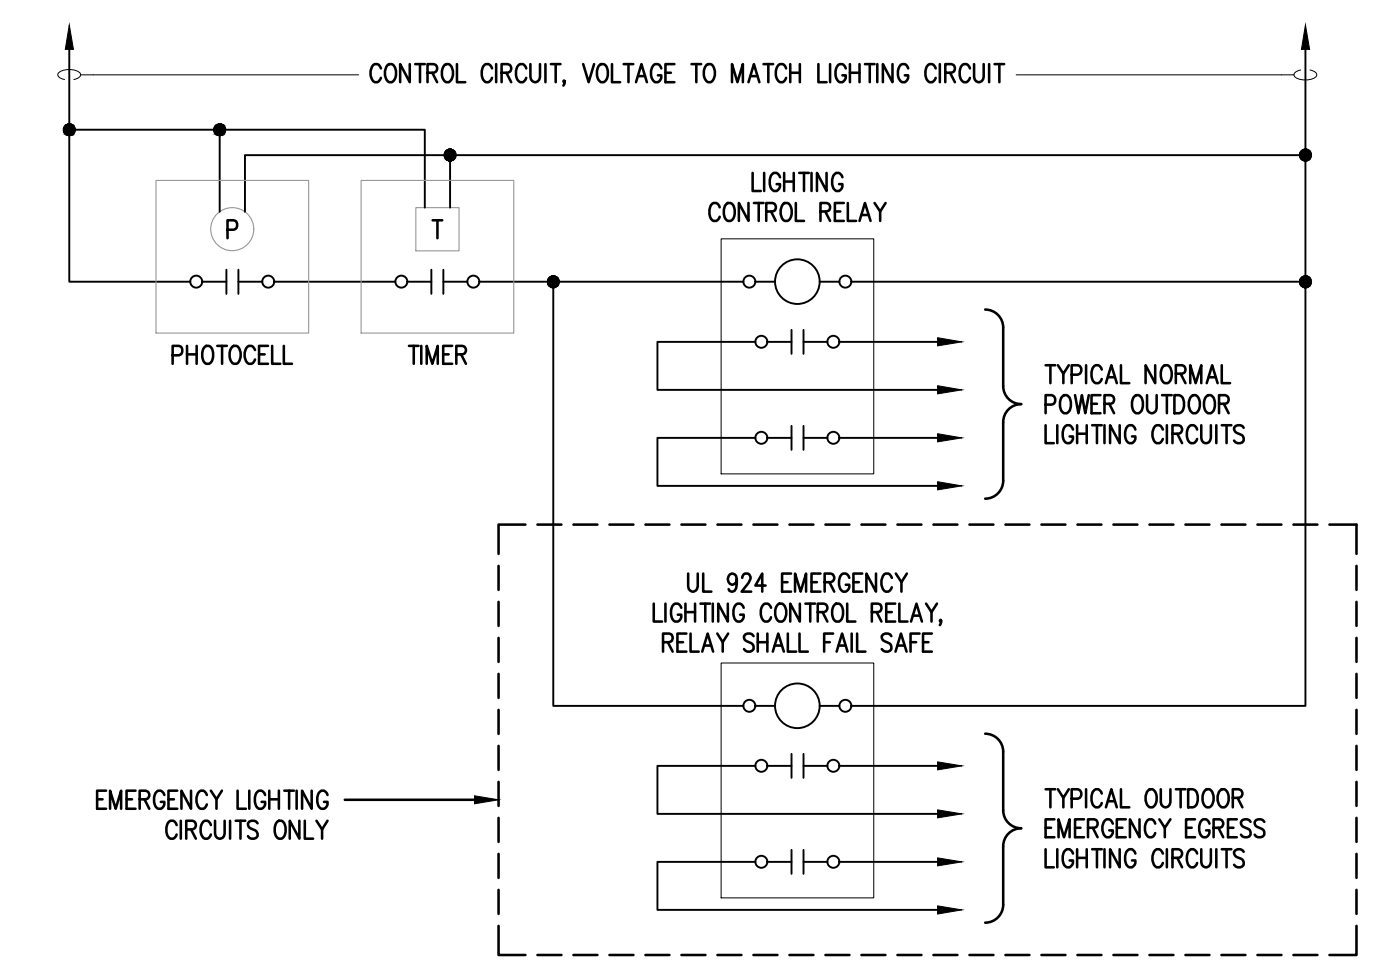 CONTROL CIRCUIT, VOLTAGE TO MATCH LIGHTING CIRCUIT
LIGHTING
CONTROL RELAY
P
T
PHOTOCELL
TIMER
TYPICAL NORMAL
POWER OUTDOOR
LIGHTING CIRCUITS
UL 924 EMERGENCY
LIGHTING CONTROL RELAY,
RELAY SHALL FAIL SAFE
EMERGENCY LIGHTING
CIRCUITS ONLY
TYPICAL OUTDOOR
EMERGENCY EGRESS
LIGHTING CIRCUITS